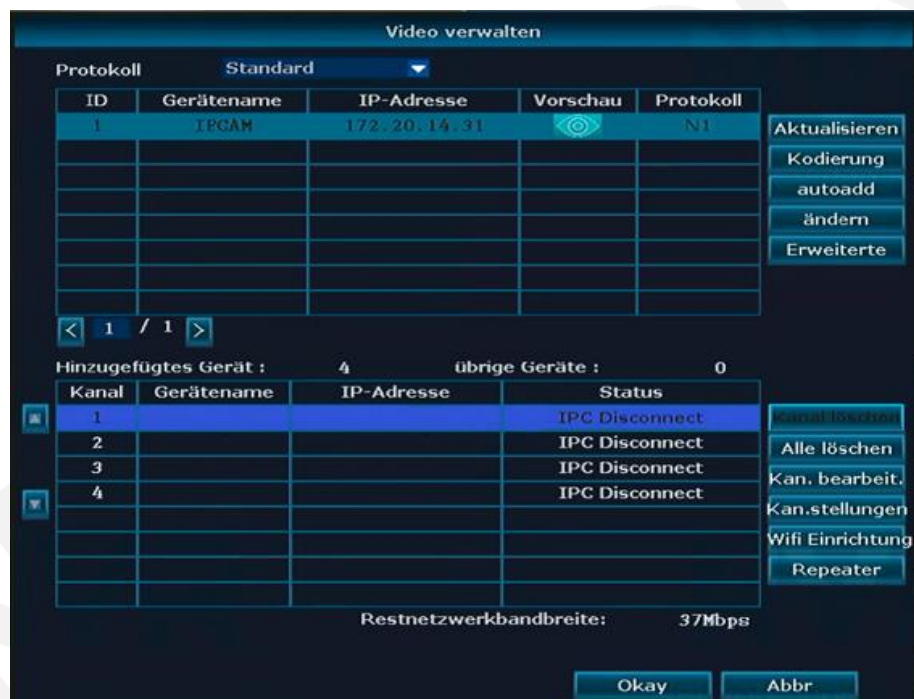 Video verwalten
Protokoll Standard
ID Gerätename IP-Adresse Vorschau Protokoll
1 IPCAM 172.20.14.31 N1
Aktualisieren
Kodierung
autoadd
ändern
Erweiterte
< 1 / 1 >
Hinzugefügtes Gerät : 4 übrige Geräte : 0
Kanal Gerätename IP-Adresse Status
1 IPC Disconnect Kanal löschen
2 IPC Disconnect Alle löschen
3 IPC Disconnect Kan. bearbeit.
4 IPC Disconnect Kan.stellungen
Wifi Einrichtung
Repeater
Restnetzwerkbandbreite: 37Mbps
Okay Abbr